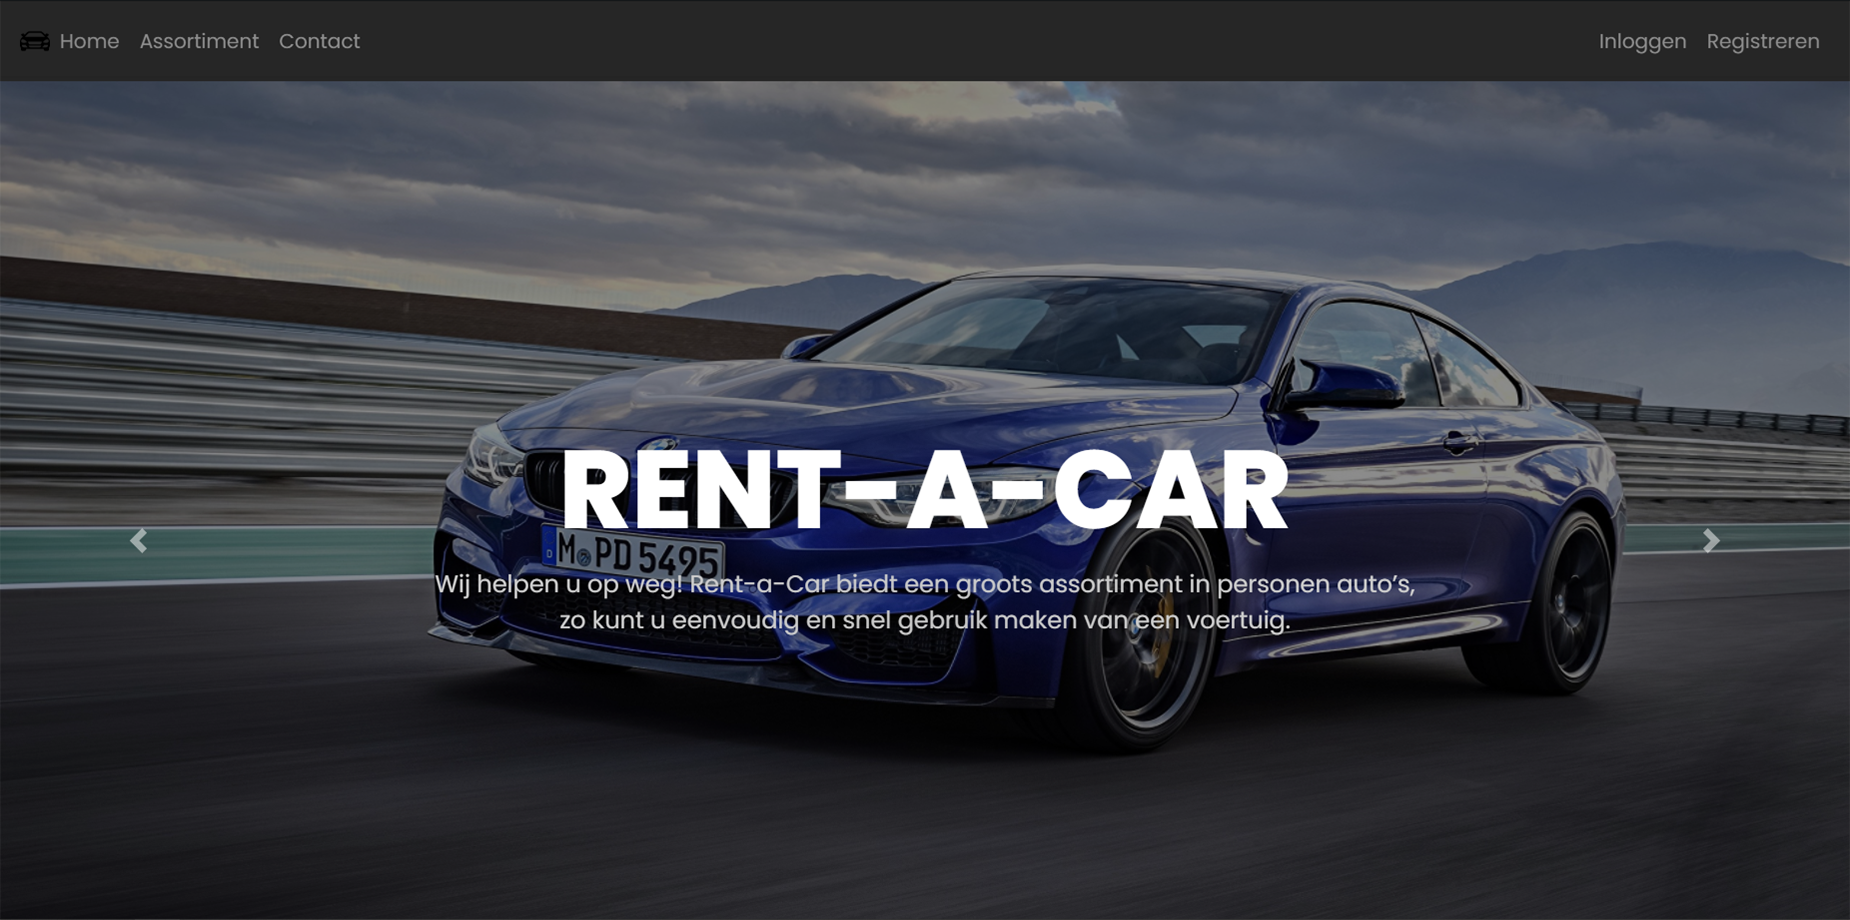 Home Assortiment Contact Inloggen Registreren
RENT-A-CAR
M PD 5495
Wij helpen u op weg! Rent-a-Car biedt een groots assortiment in personen auto’s,
zo kunt u eenvoudig en snel gebruik maken van een voertuig.